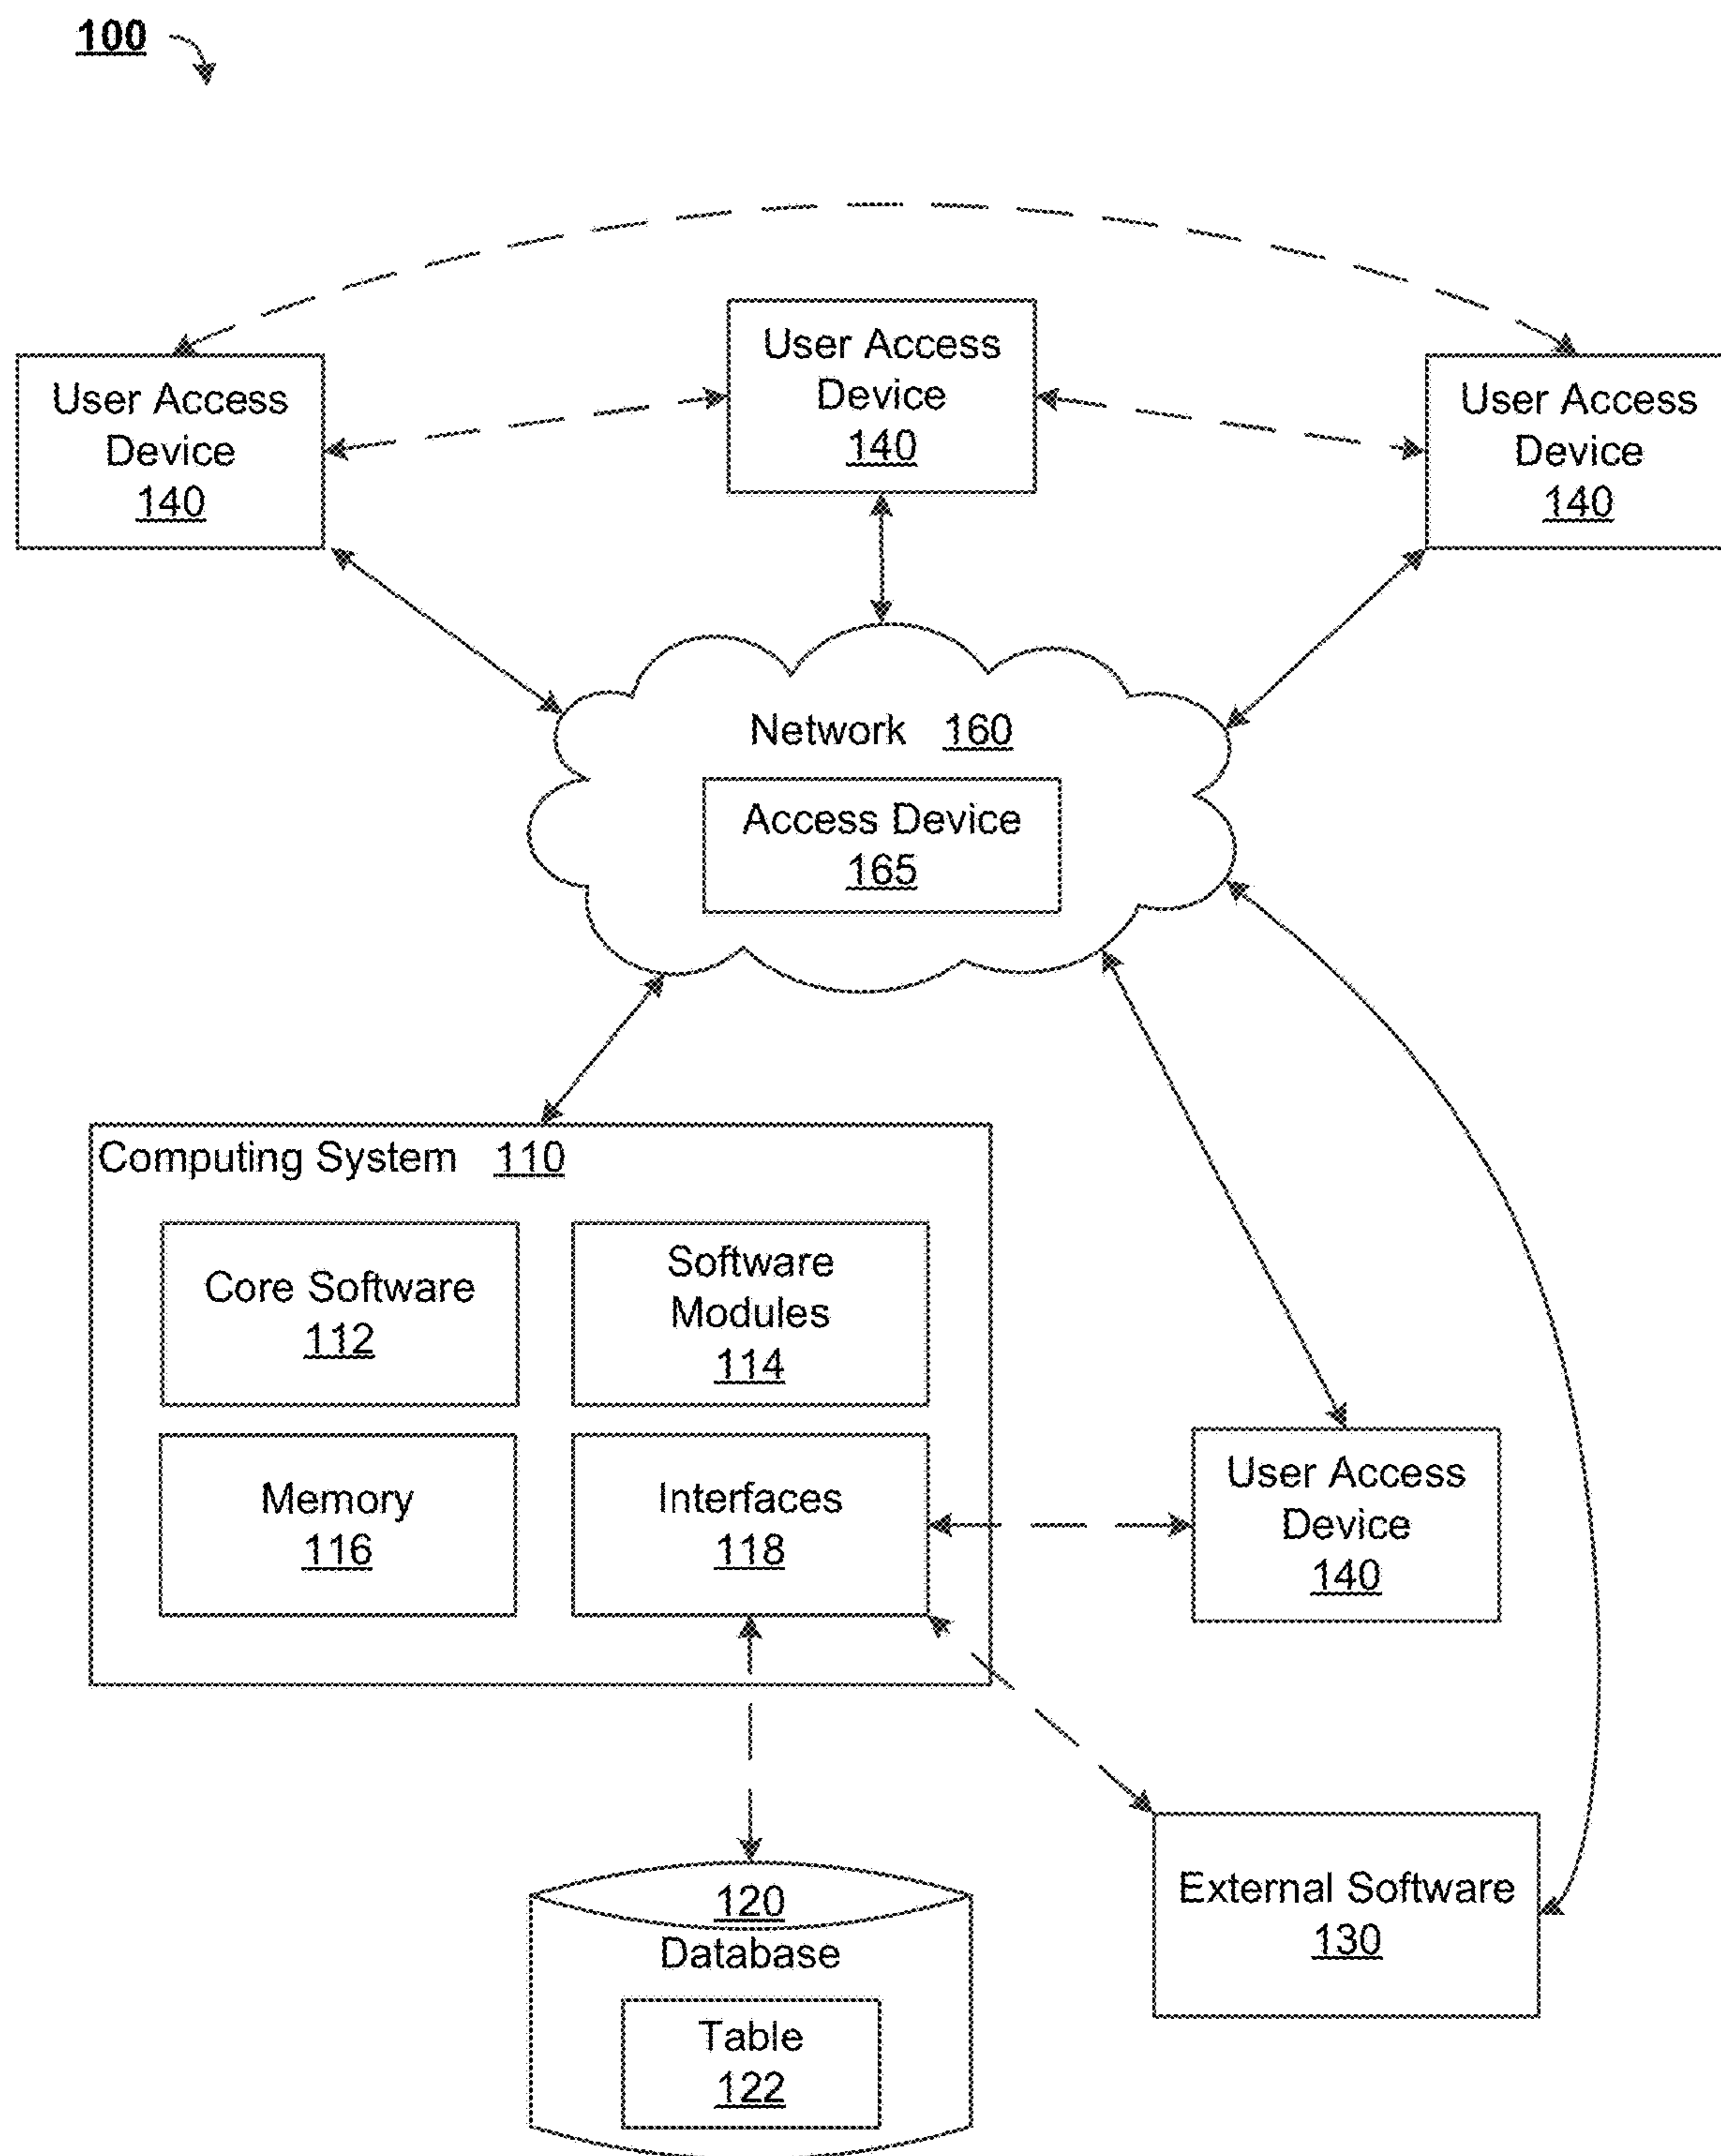 100
User Access
Device
140
User Access
Device
140
User Access
Device
140
Network 160
Access Device
165
Computing System 110
Core Software
112
Software
Modules
114
Memory
116
Interfaces
118
User Access
Device
140
External Software
130
120
Database
Table
122